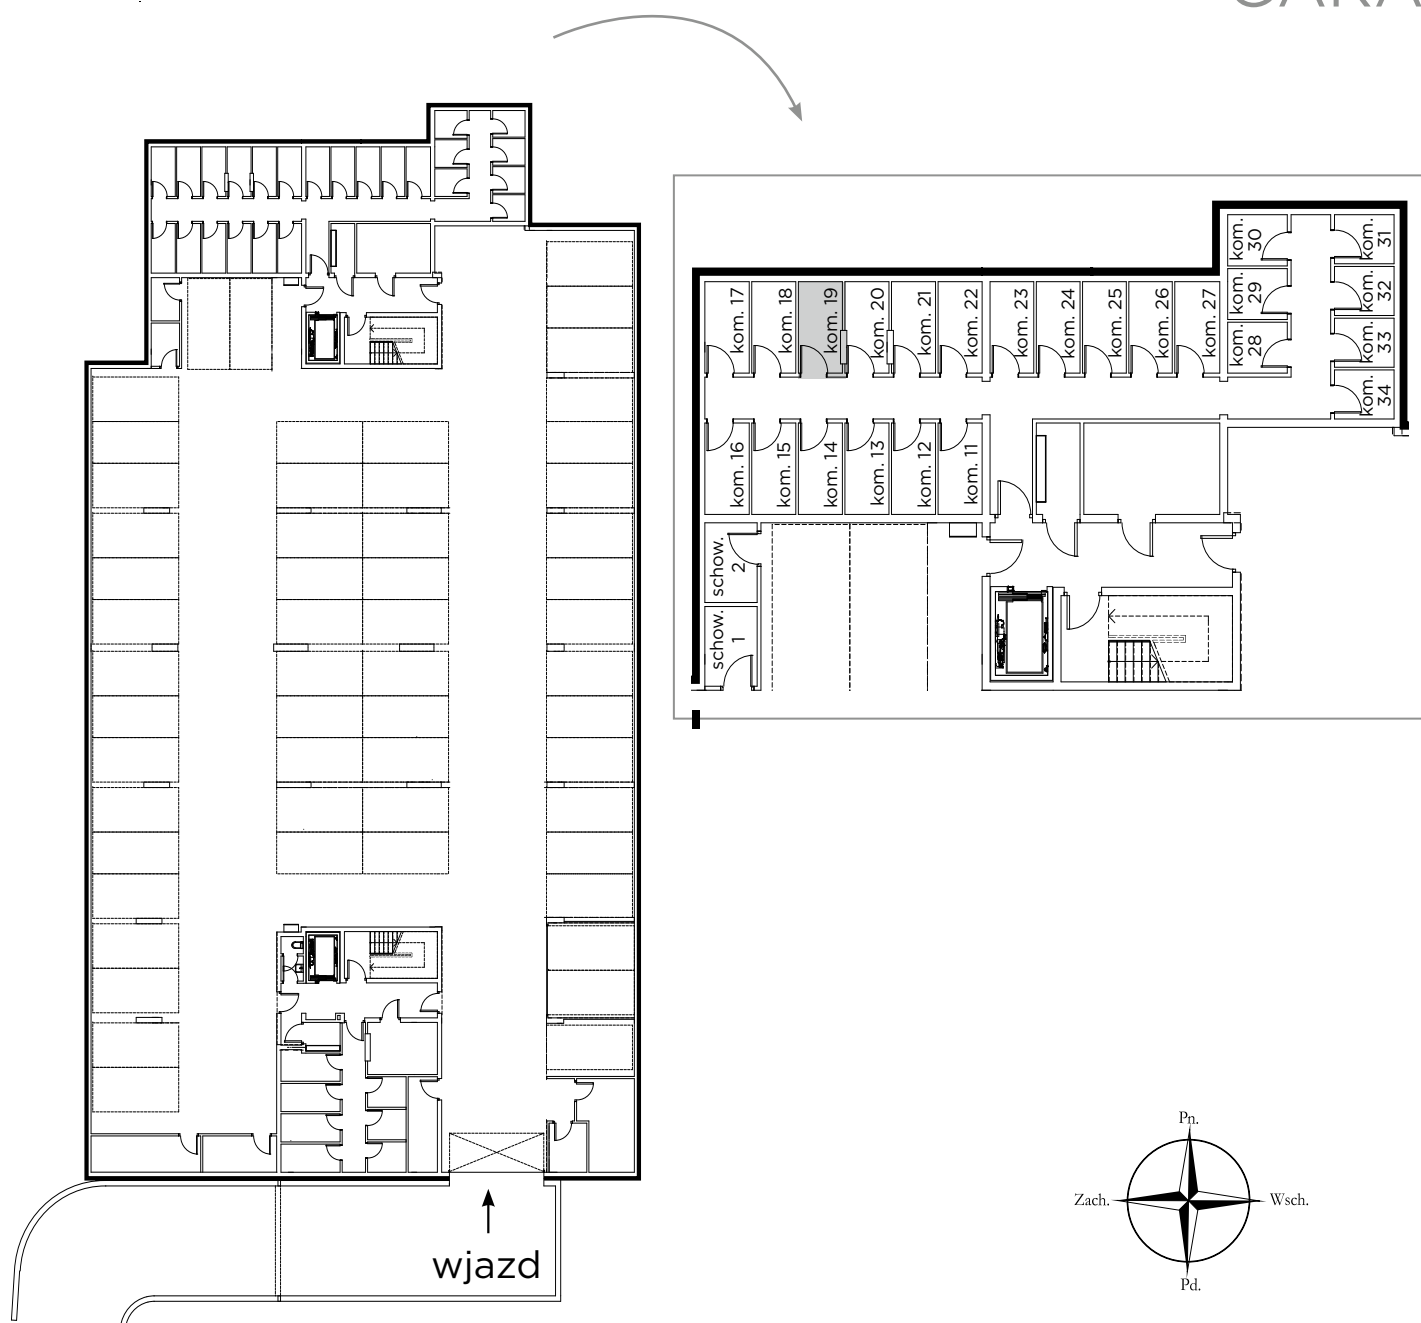 kom. 30
kom. 31
kom. 29
kom. 32
kom. 28
kom. 33
kom. 34
kom. 17
kom. 18
kom. 19
kom. 20
kom. 21
kom. 22
kom. 23
kom. 24
kom. 25
kom. 26
kom. 27
kom. 16
kom. 15
kom. 14
kom. 13
kom. 12
kom. 11
schow. 2
schow. 1
Pn.
Zach.
Wsch.
Pd.
wjazd